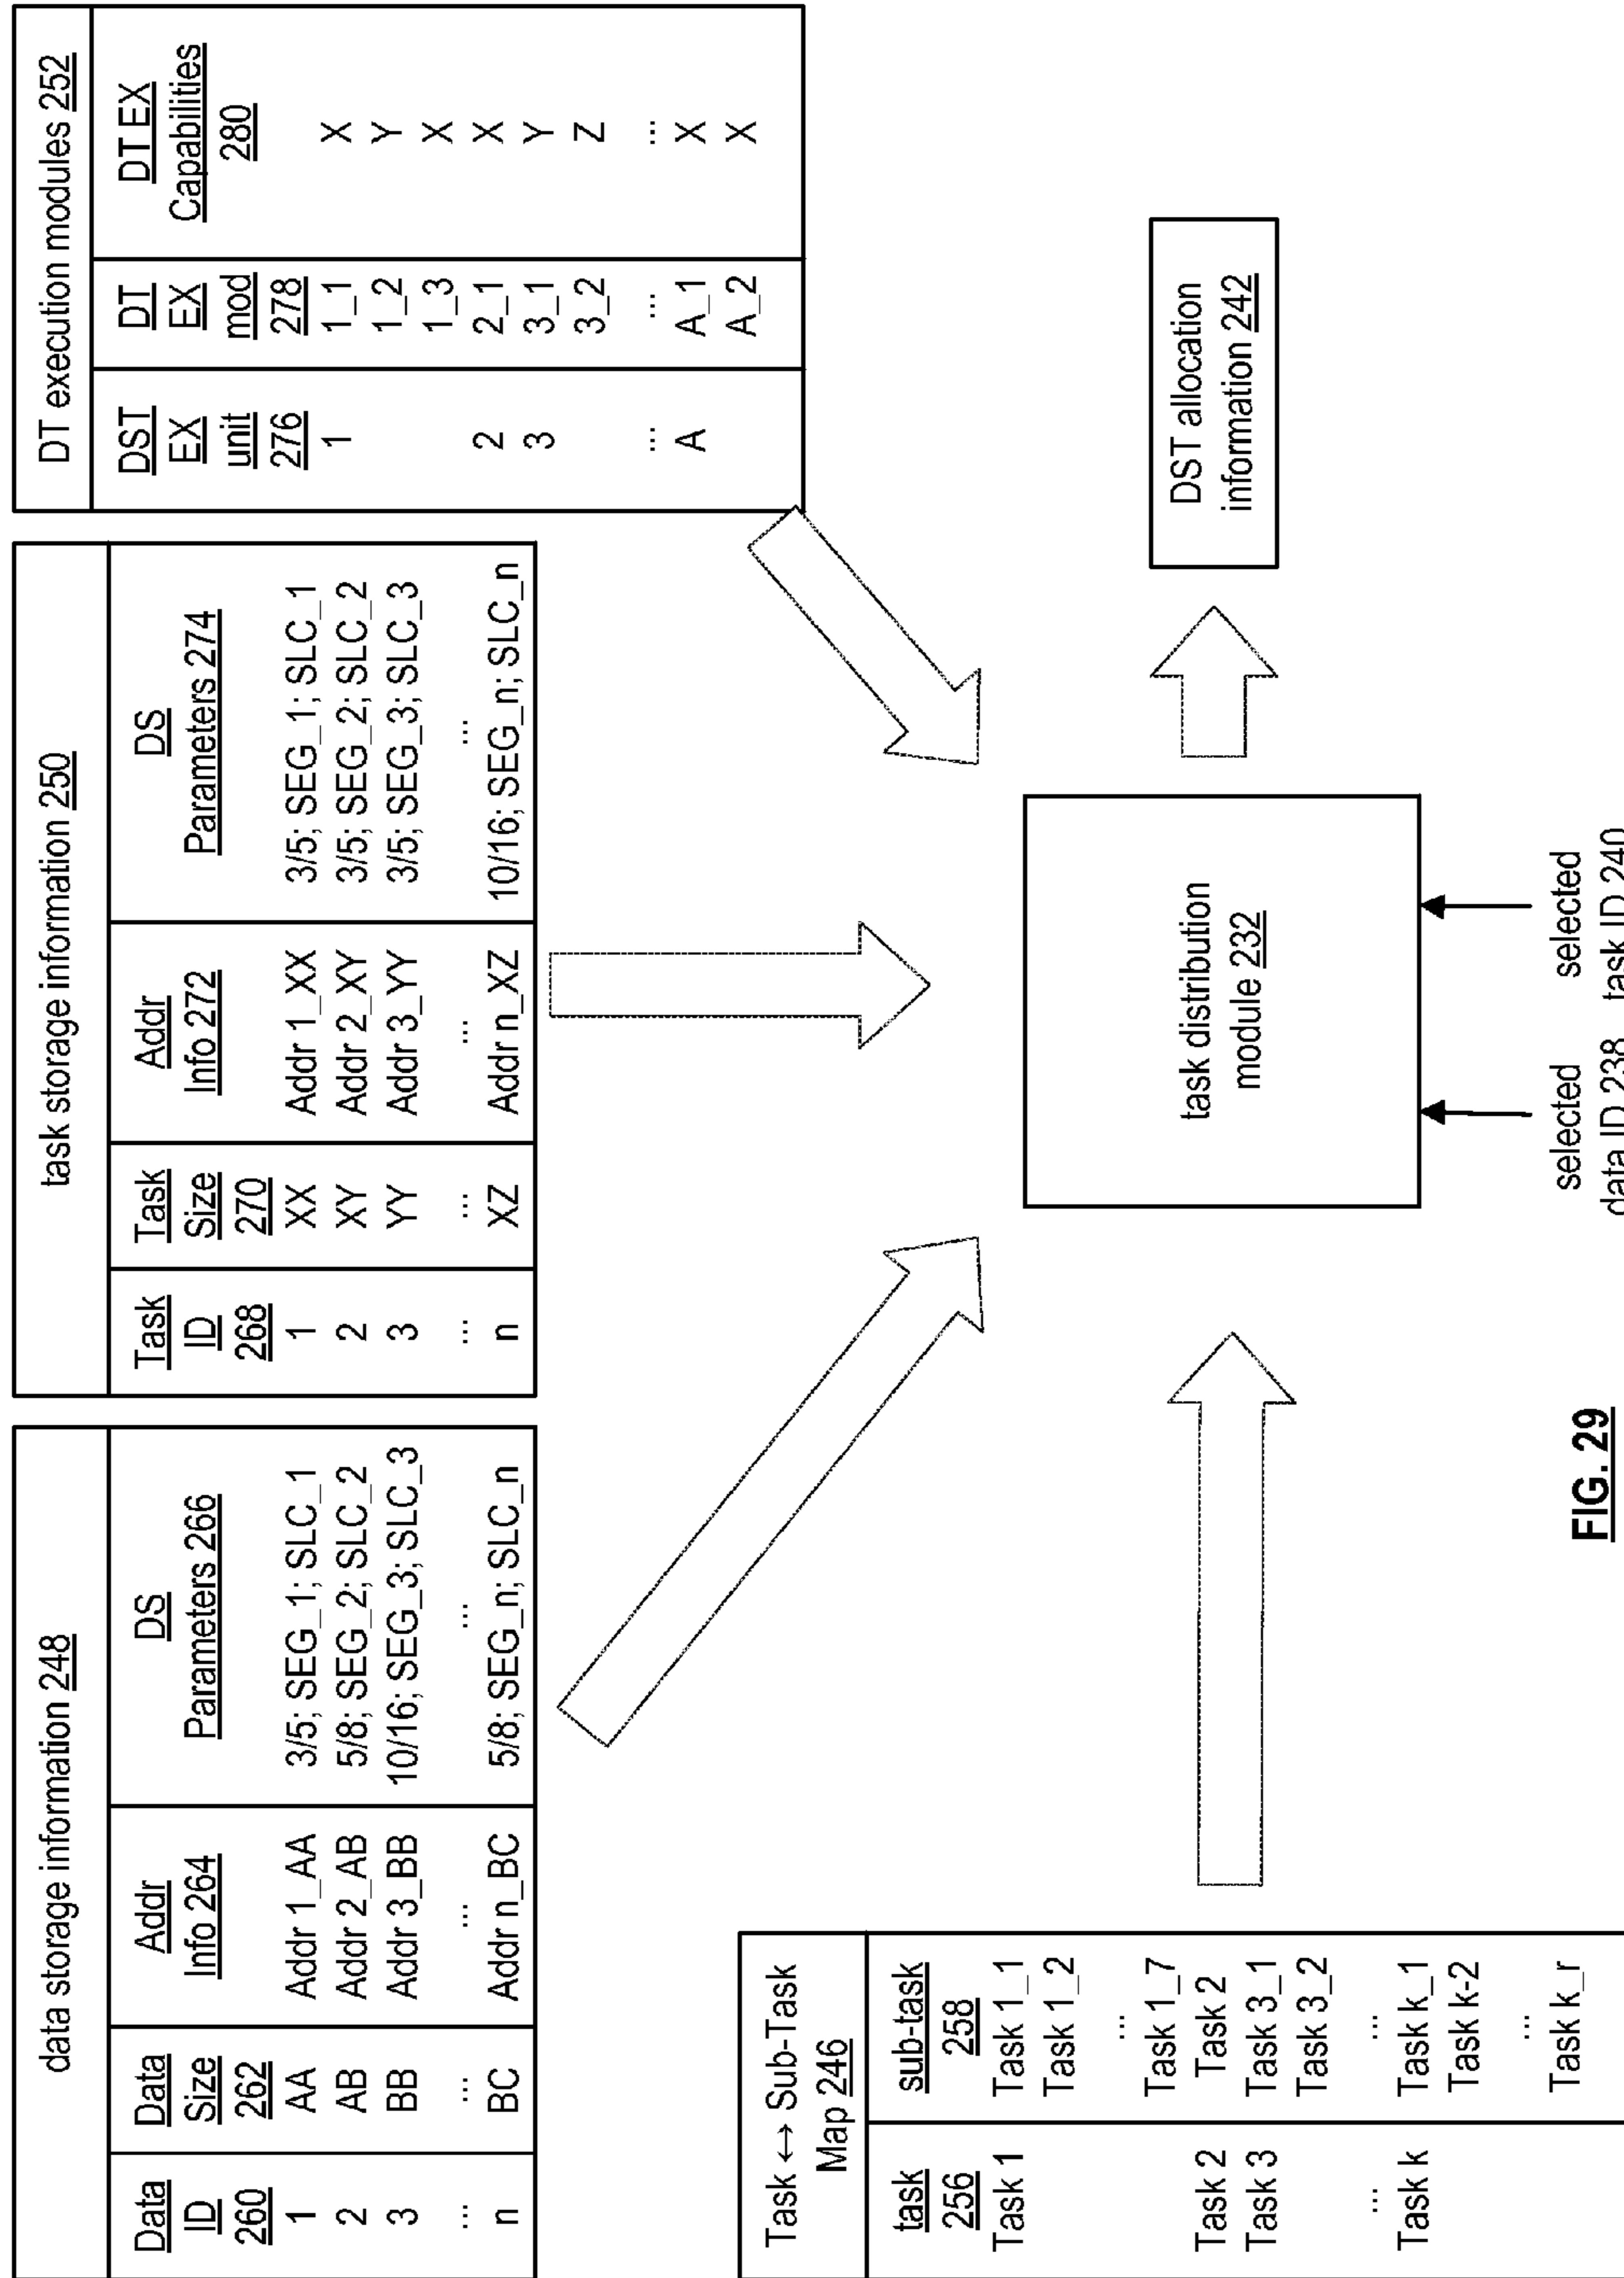 data storage information 248
Data ID 260 Data Size 262 Addr Info 264 DS Parameters 266
1 AA Addr 1_AA 3/5; SEG_1; SLC_1
2 AB Addr 2_AB 5/8; SEG_2; SLC_2
3 BB Addr 3_BB 10/16; SEG_3; SLC_3
... ... ... ...
n BC Addr n_BC 5/8; SEG_n; SLC_n
task storage information 250
Task ID 268 Task Size 270 Addr Info 272 DS Parameters 274
1 XX Addr 1_XX 3/5; SEG_1; SLC_1
2 XY Addr 2_XY 3/5; SEG_2; SLC_2
3 YY Addr 3_YY 3/5; SEG_3; SLC_3
... ... ... ...
n XZ Addr n_XZ 10/16; SEG_n; SLC_n
DT execution modules 252
DST EX unit 276 DT EX mod 278 DT EX Capabilities 280
1 1_1 X
1_2 Y
1_3 X
2 2_1 X
3 3_1 Y
3_2 Z
... ... ...
A A_1 X
A_2 X
Task ↔ Sub-Task
Map 246
task 256 sub-task 258
Task 1 Task 1_1
Task 1_2
...
Task 1_7
Task 2 Task 2
Task 3 Task 3_1
Task 3_2
... ...
Task k Task k_1
Task k-2
...
Task k_r
task distribution
module 232
DST allocation
information 242
selected
data ID 238
selected
task ID 240
FIG. 29